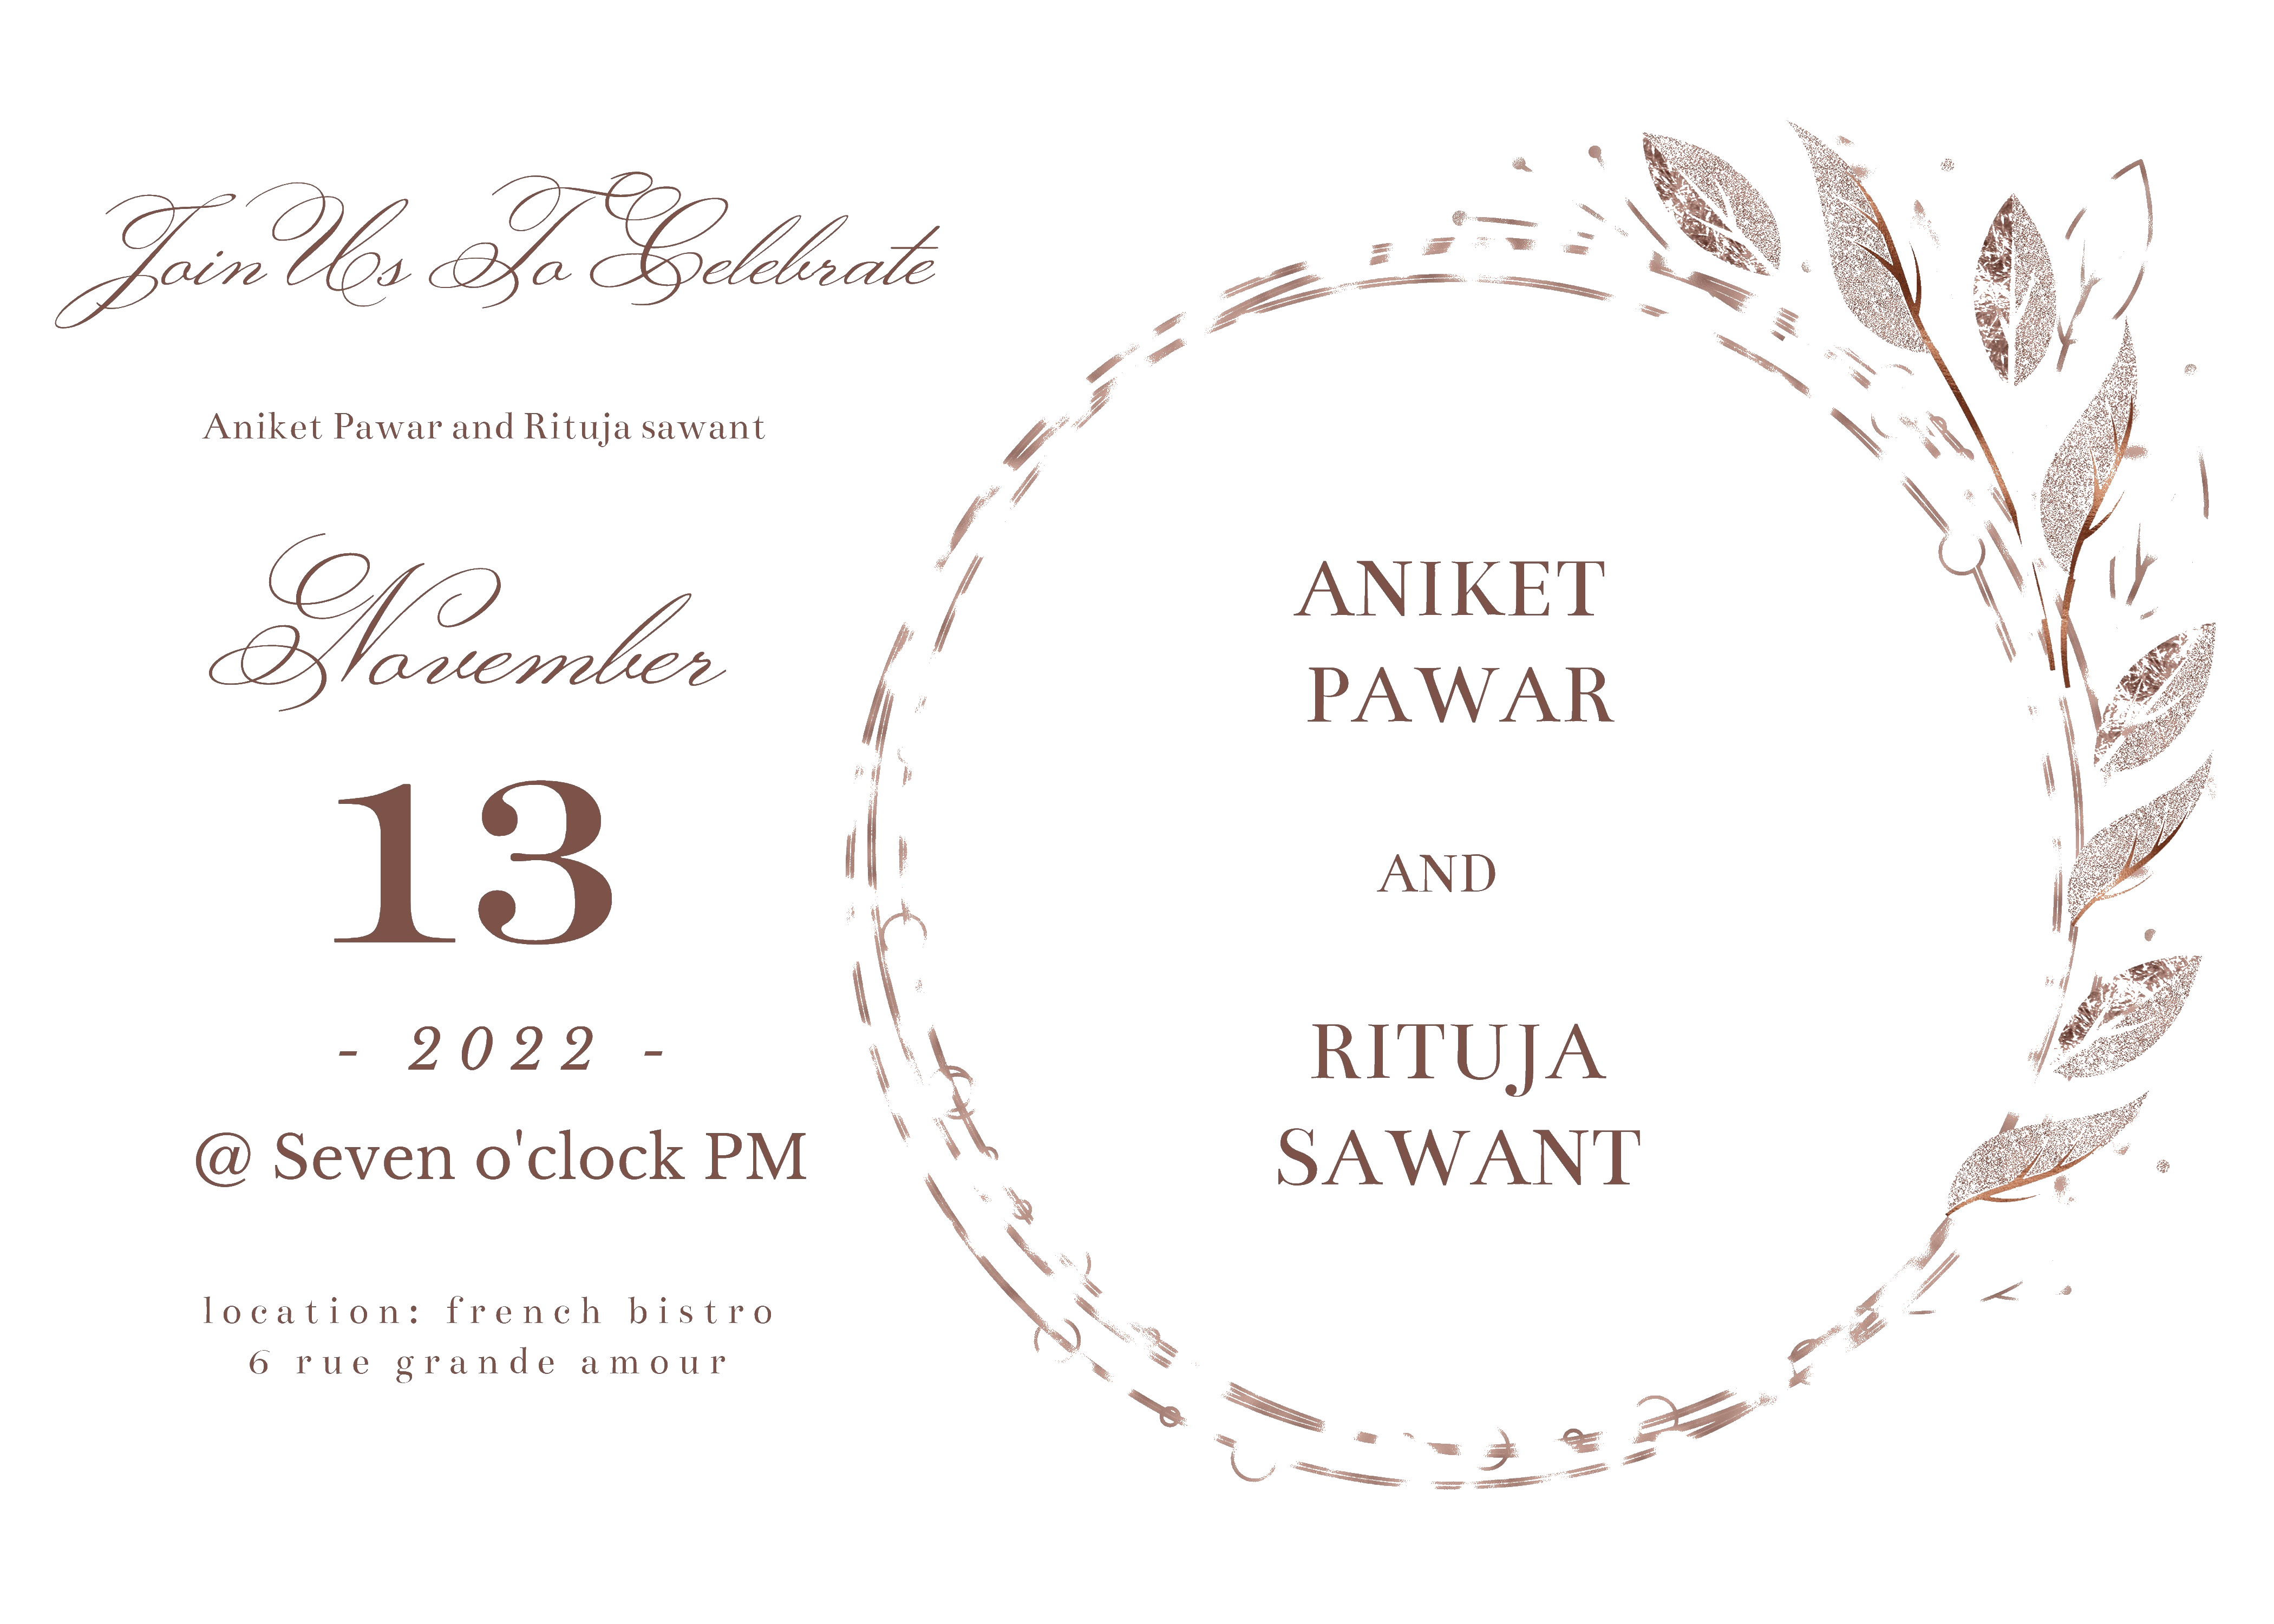 Join Us To Celebrate
Aniket Pawar and Rituja sawant
November
13
- 2022 -
@ Seven o'clock PM
location: french bistro
6 rue grande amour
ANIKET
PAWAR
AND
RITUJA
SAWANT